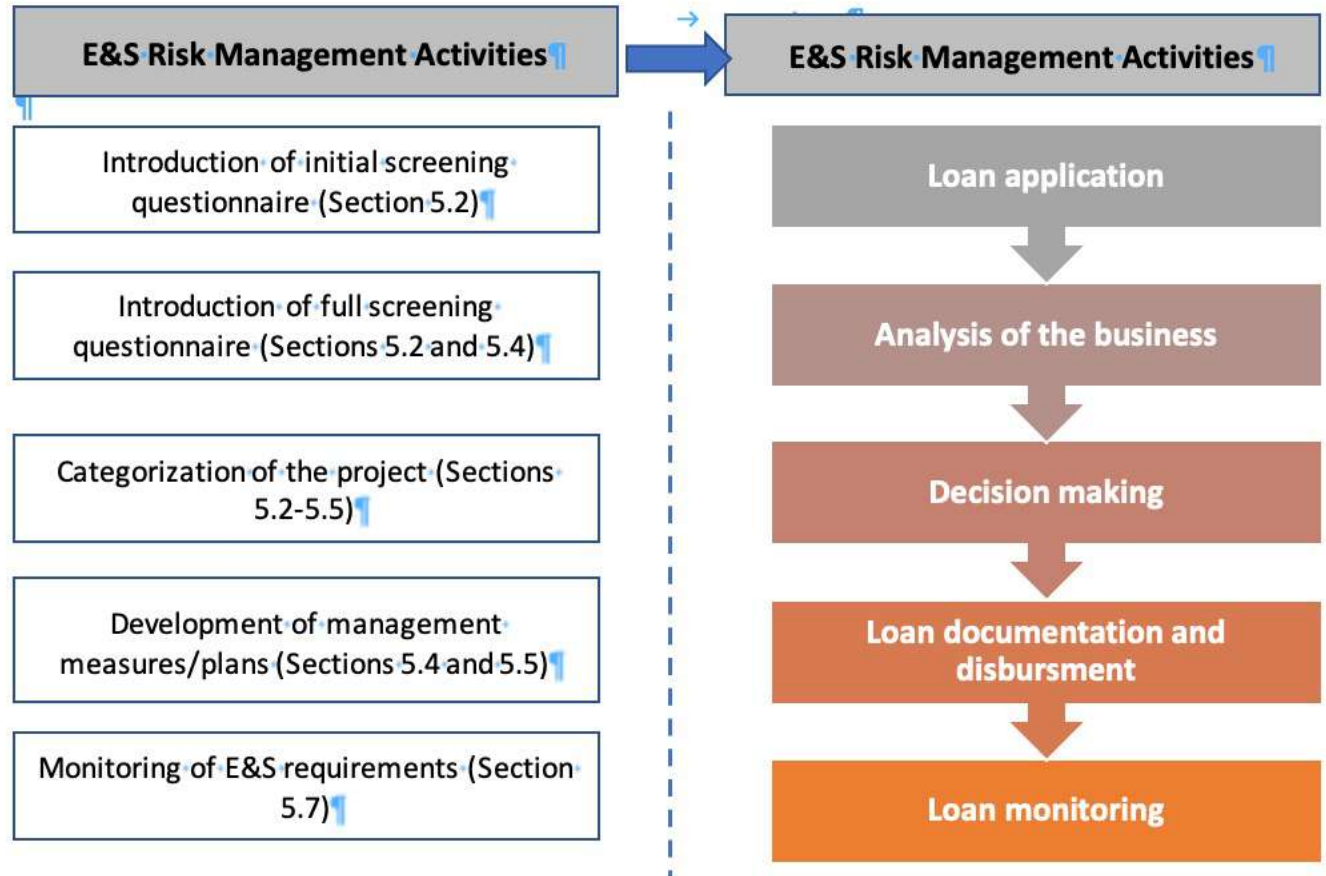 E&S Risk Management Activities¶
→
¶
E&S Risk Management Activities¶
¶
Introduction of initial screening
questionnaire (Section 5.2)¶
Loan application
Introduction of full screening
questionnaire (Sections 5.2 and 5.4)¶
Analysis of the business
Categorization of the project (Sections
5.2-5.5)¶
Decision making
Development of management
measures/plans (Sections 5.4 and 5.5)¶
Loan documentation and
disbursment
Monitoring of E&S requirements (Section
5.7)¶
Loan monitoring